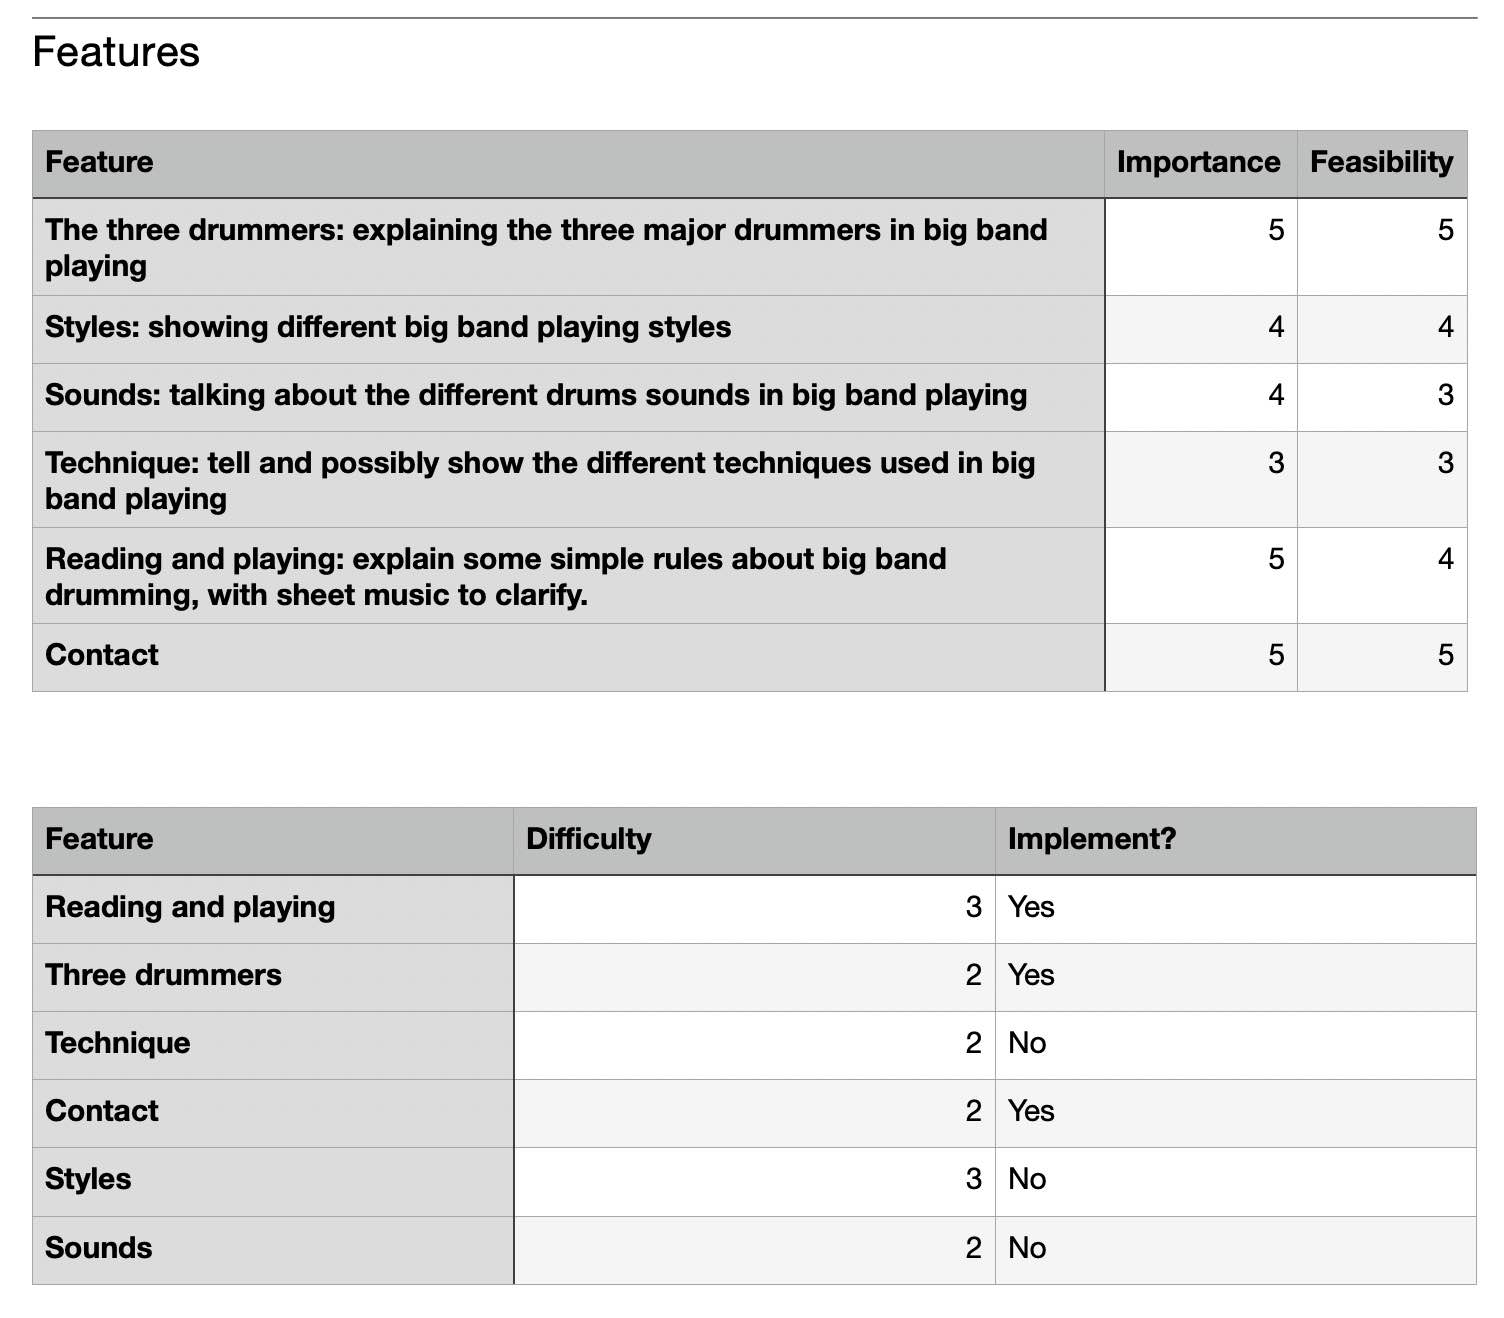 Features
Feature Importance Feasibility
The three drummers: explaining the three major drummers in big band 5 5
playing
Styles: showing different big band playing styles 4 4
Sounds: talking about the different drums sounds in big band playing 4 3
Technique: tell and possibly show the different techniques used in big 3 3
band playing
Reading and playing: explain some simple rules about big band 5 4
drumming, with sheet music to clarify.
Contact 5 5
Feature Difficulty Implement?
Reading and playing 3 Yes
Three drummers 2 Yes
Technique 2 No
Contact 2 Yes
Styles 3 No
Sounds 2 No